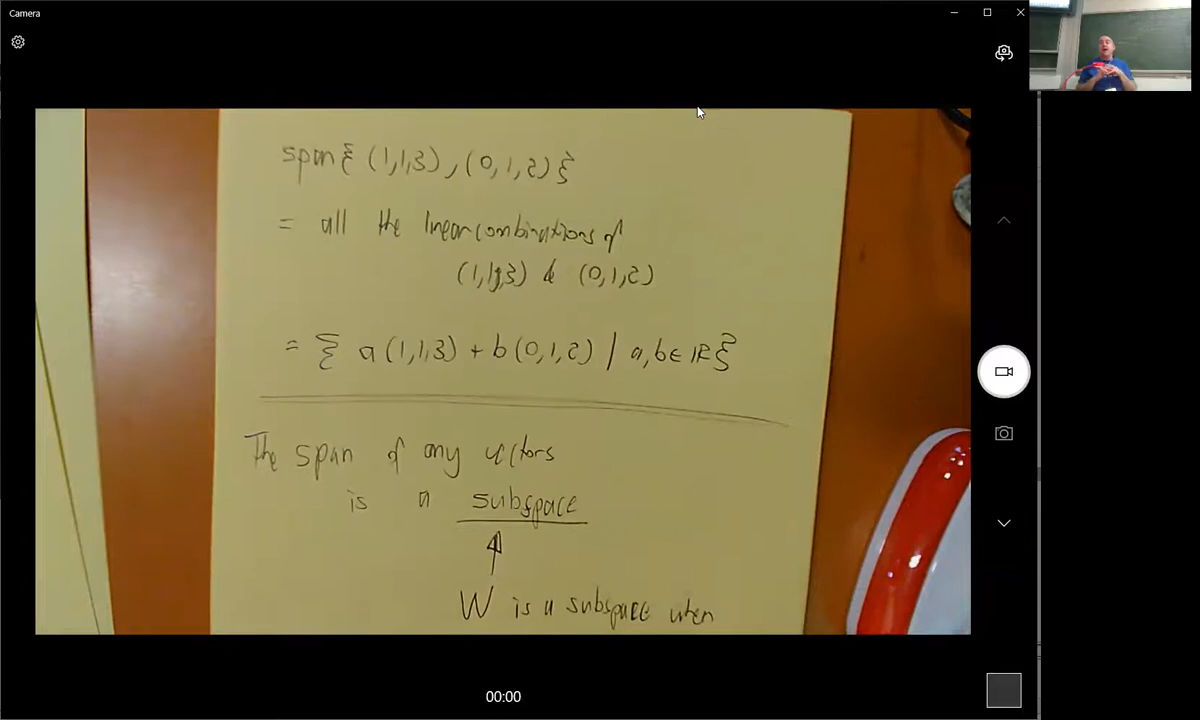 Camera
span{ (1,1,3), (0,1,2) }
= all the linear combinations of
(1,1,3) & (0,1,2)
= { a(1,1,3) + b(0,1,2) | a,b ∈ ℝ }
The span of any vectors
is a subspace
W is a subspace when
00:00